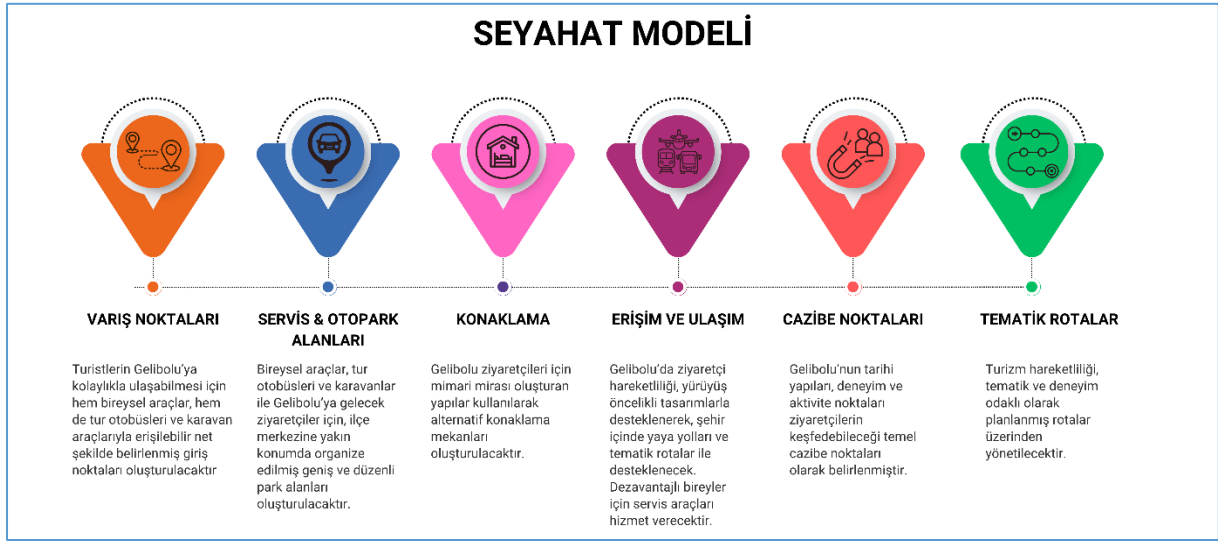 SEYAHAT MODELİ
VARIŞ NOKTALARI
Turistlerin Gelibolu'ya
kolaylıkla ulaşabilmesi için
hem bireysel araçlar, hem
de tur otobüsleri ve karavan
araçlarıyla erişilebilir net
şekilde belirlenmiş giriş
noktaları oluşturulacaktır
SERVİS & OTOPARK
ALANLARI
Bireysel araçlar, tur
otobüsleri ve karavanlar
ile Gelibolu'ya gelecek
ziyaretçiler için, ilçe
merkezine yakın
konumda organize
edilmiş geniş ve düzenli
park alanları
oluşturulacaktır.
KONAKLAMA
Gelibolu ziyaretçileri için
mimari mirası oluşturan
yapılar kullanılarak
alternatif konaklama
mekanları
oluşturulacaktır.
ERİŞİM VE ULAŞIM
Gelibolu'da ziyaretçi
hareketliliği, yürüyüş
öncelikli tasarımlarla
desteklenerek, şehir
içinde yaya yolları ve
tematik rotalar ile
desteklenecek.
Dezavantajlı bireyler
için servis araçları
hizmet verecektir.
CAZİBE NOKTALARI
Gelibolu'nun tarihi
yapıları, deneyim ve
aktivite noktaları
ziyaretçilerin
keşfedebileceği temel
cazibe noktaları
olarak belirlenmiştir.
TEMATİK ROTALAR
Turizm hareketliliği,
tematik ve deneyim
odaklı olarak
planlanmış rotalar
üzerinden
yönetilecektir.